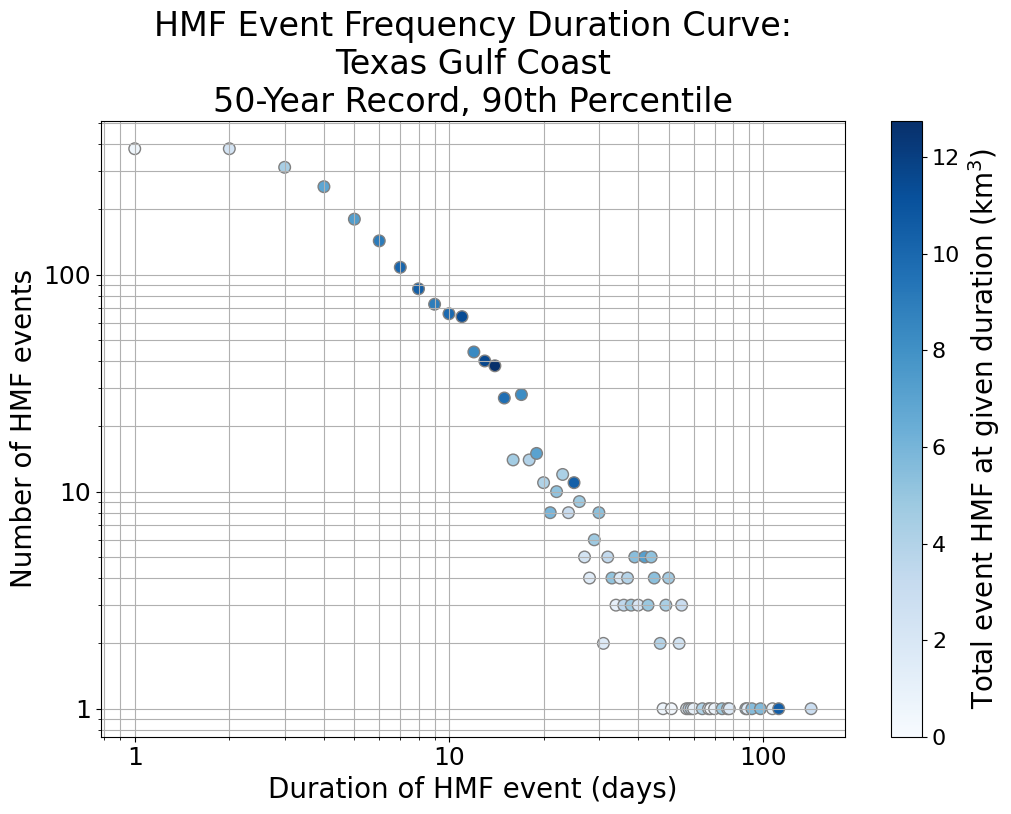 HMF Event Frequency Duration Curve:
Texas Gulf Coast
50-Year Record, 90th Percentile
Number of HMF events
100
10
1
1
10
100
Duration of HMF event (days)
12
10
8
6
4
2
0
Total event HMF at given duration (km³)